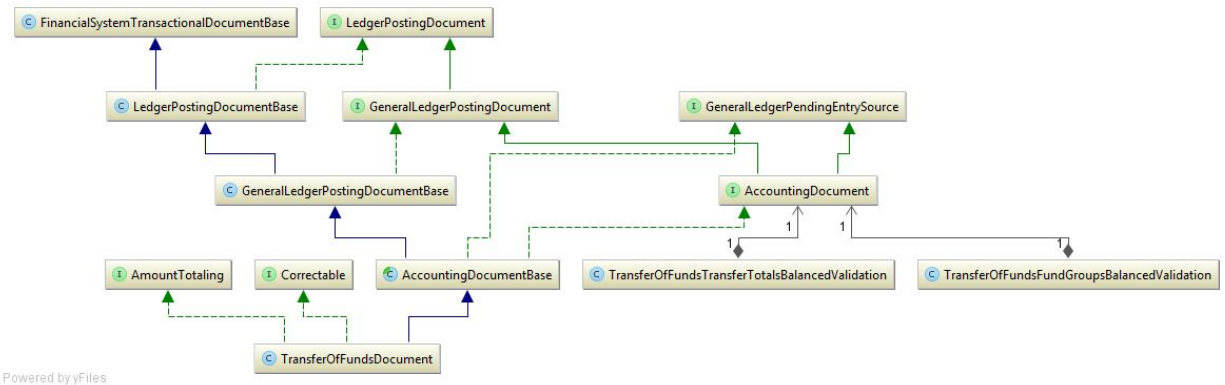 C FinancialSystemTransactionalDocumentBase
I LedgerPostingDocument
C LedgerPostingDocumentBase
I GeneralLedgerPostingDocument
I GeneralLedgerPendingEntrySource
C GeneralLedgerPostingDocumentBase
I AccountingDocument
1
1
1
1
I AmountTotaling
I Correctable
C AccountingDocumentBase
C TransferOfFundsTransferTotalsBalancedValidation
C TransferOfFundsFundGroupsBalancedValidation
C TransferOfFundsDocument
Powered by yFiles